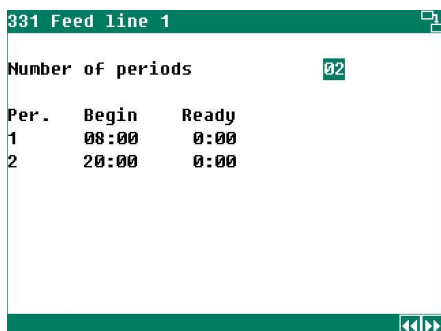 331 Feed line 1
Number of periods 02
Per. Begin Ready
1 08:00 0:00
2 20:00 0:00